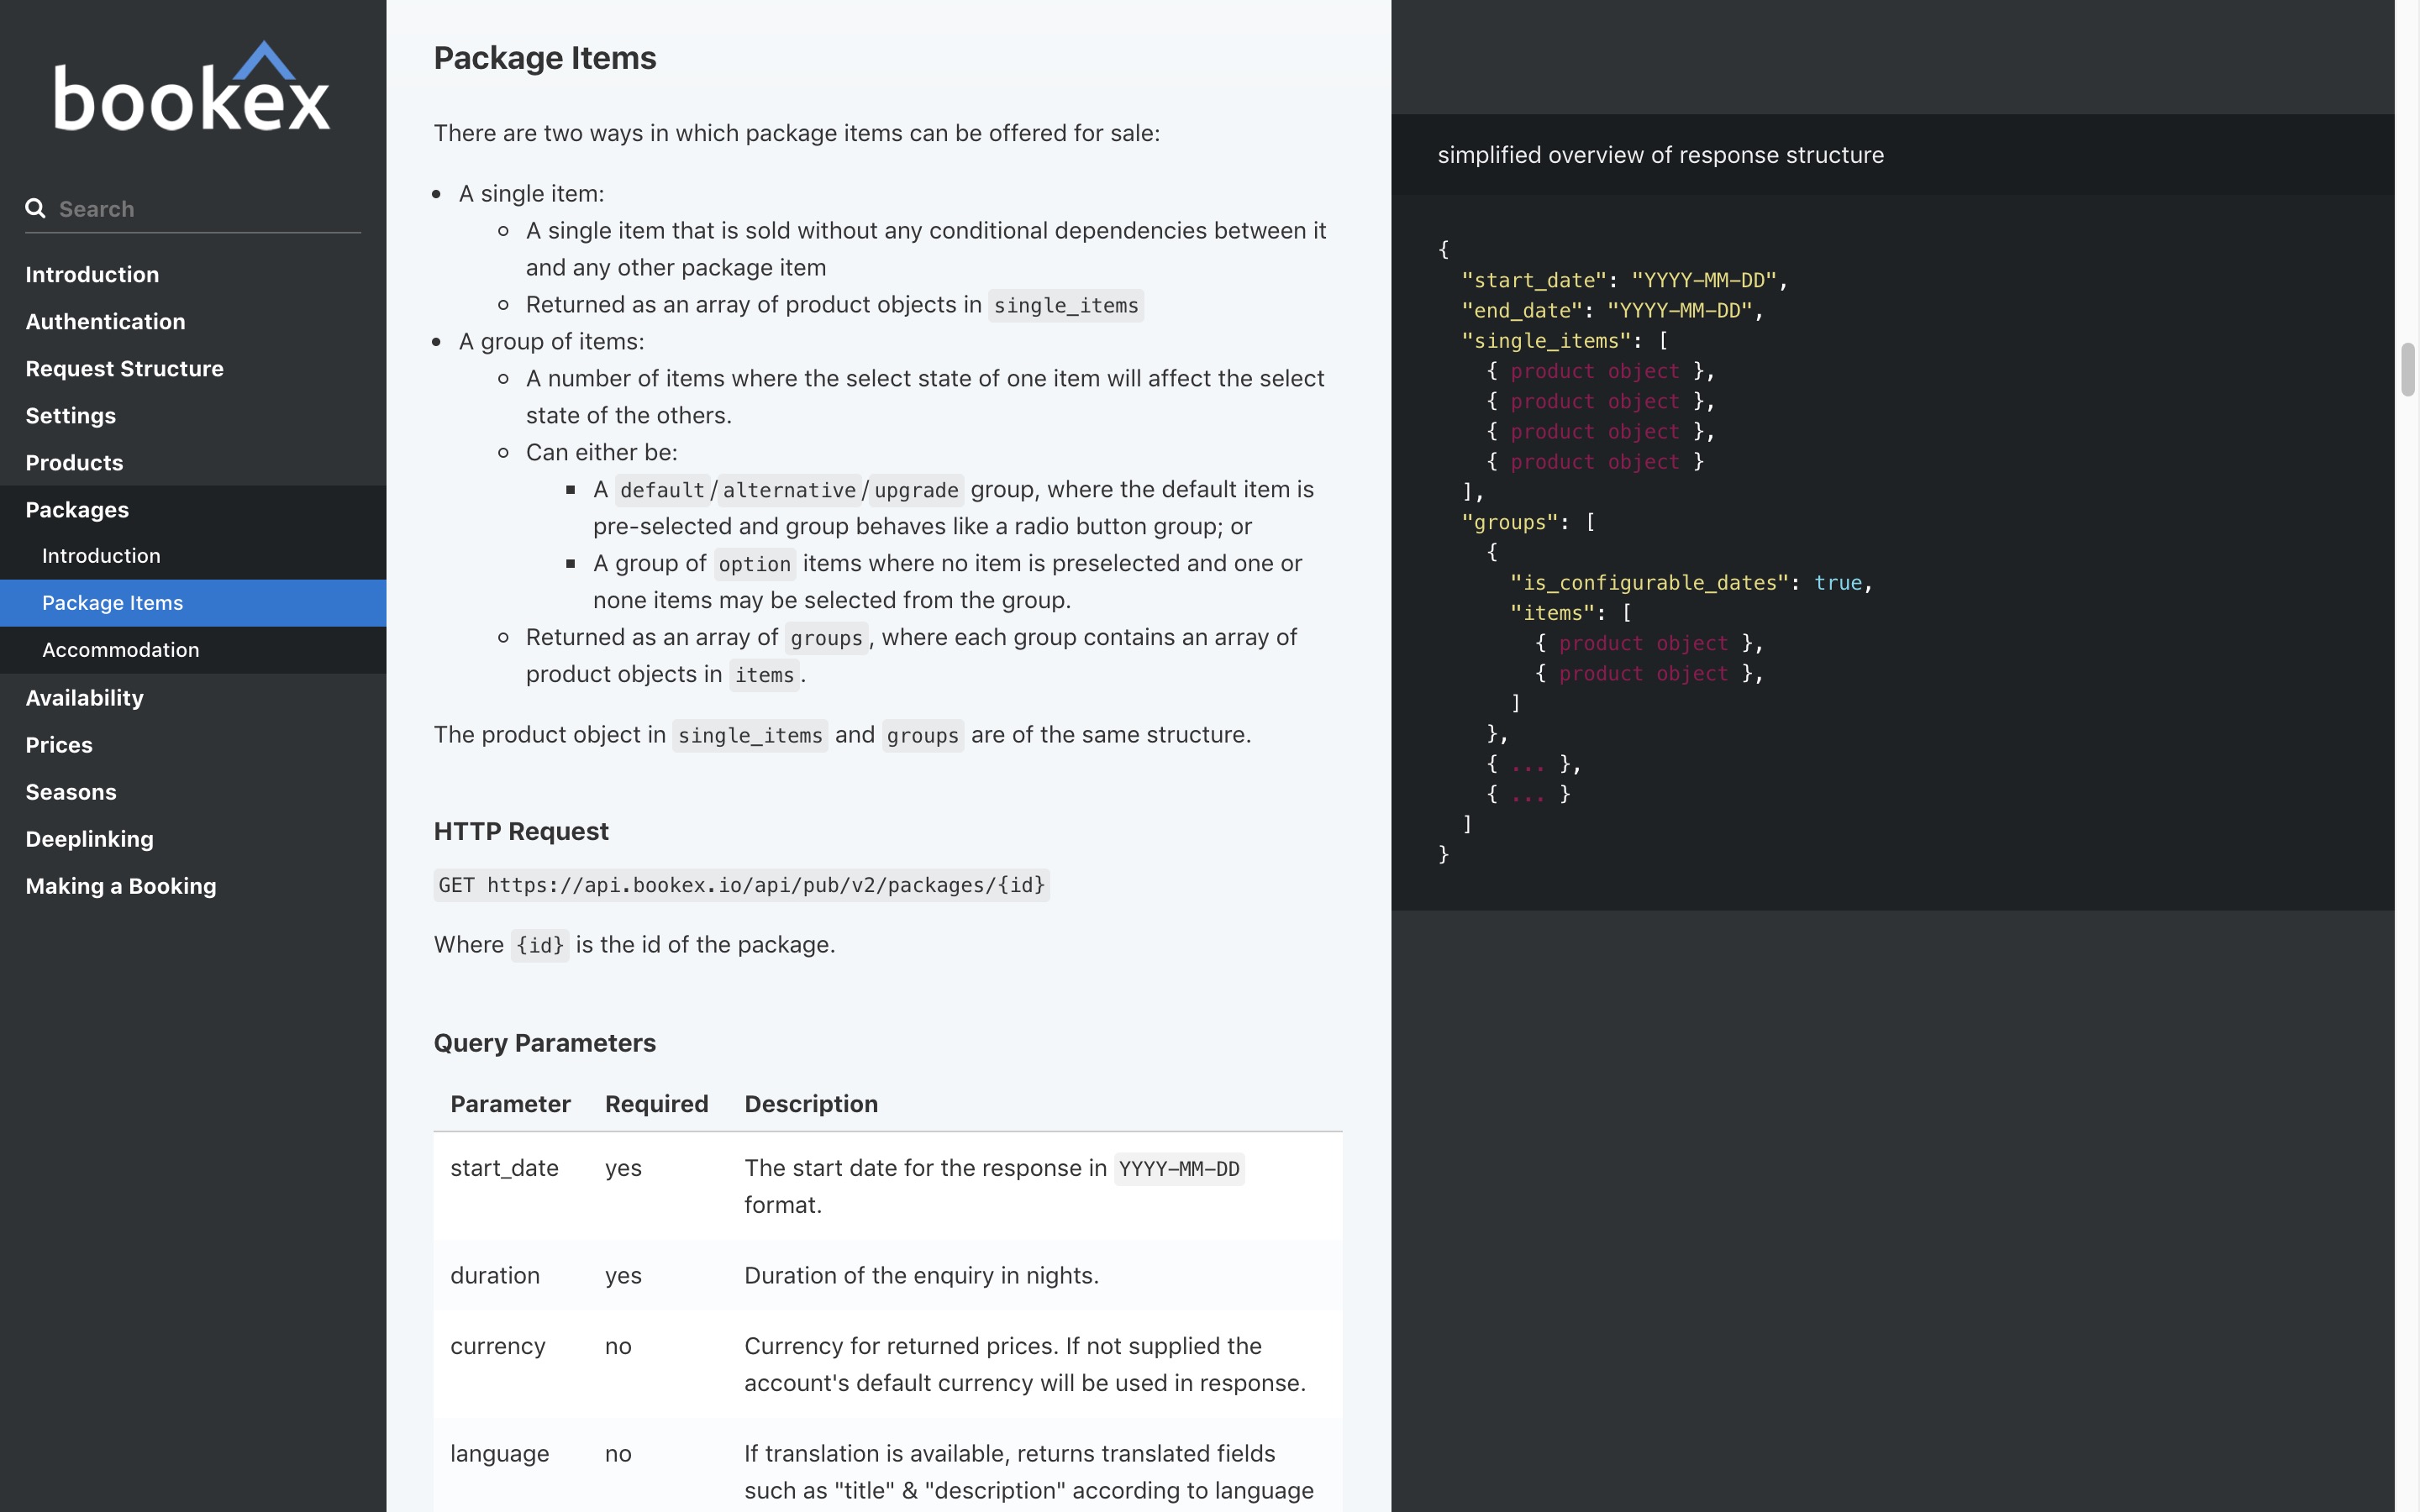 bookex
Search
Introduction
Authentication
Request Structure
Settings
Products
Packages
Introduction
Package Items
Accommodation
Availability
Prices
Seasons
Deeplinking
Making a Booking
Package Items
There are two ways in which package items can be offered for sale:
• A single item:
◦ A single item that is sold without any conditional dependencies between it
and any other package item
◦ Returned as an array of product objects in single_items
• A group of items:
◦ A number of items where the select state of one item will affect the select
state of the others.
◦ Can either be:
▪ A default/alternative/upgrade group, where the default item is
pre-selected and group behaves like a radio button group; or
▪ A group of option items where no item is preselected and one or
none items may be selected from the group.
◦ Returned as an array of groups, where each group contains an array of
product objects in items.
The product object in single_items and groups are of the same structure.
HTTP Request
GET https://api.bookex.io/api/pub/v2/packages/{id}
Where {id} is the id of the package.
Query Parameters
Parameter Required Description
start_date yes The start date for the response in YYYY-MM-DD
format.
duration yes Duration of the enquiry in nights.
currency no Currency for returned prices. If not supplied the
account's default currency will be used in response.
language no If translation is available, returns translated fields
such as "title" & "description" according to language
simplified overview of response structure
{
"start_date": "YYYY-MM-DD",
"end_date": "YYYY-MM-DD",
"single_items": [
{ product object },
{ product object },
{ product object },
{ product object }
],
"groups": [
{
"is_configurable_dates": true,
"items": [
{ product object },
{ product object },
]
},
{ ... },
{ ... }
]
}